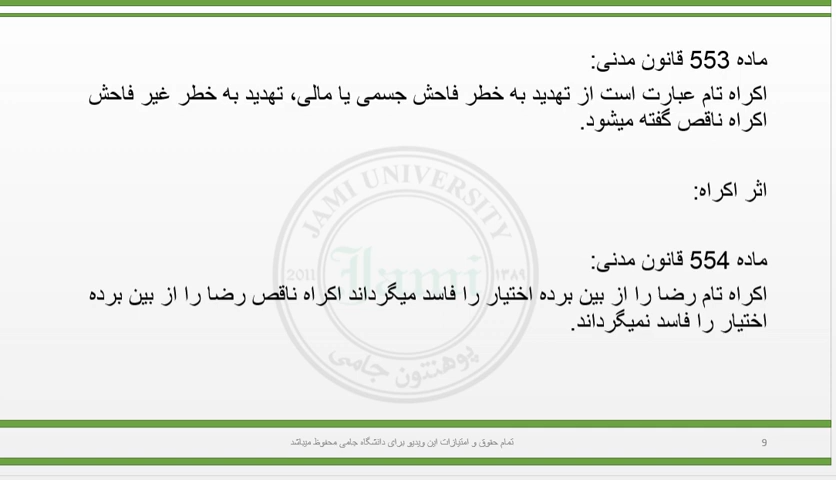 ماده 553 قانون مدنی:
اکراه تام عبارت است از تهدید به خطر فاحش جسمی یا مالی، تهدید به خطر غیر فاحش
اکراه ناقص گفته میشود.
اثر اکراه:
ماده 554 قانون مدنی:
اکراه تام رضا را از بین برده اختیار را فاسد میگرداند اکراه ناقص رضا را از بین برده
اختیار را فاسد نمیگرداند.
JAMI UNIVERSITY
2011
Jami
۱۳۸۹
پوهنتون جامی
تمام حقوق و امتیازات این ویدیو برای دانشگاه جامی محفوظ میباشد
9